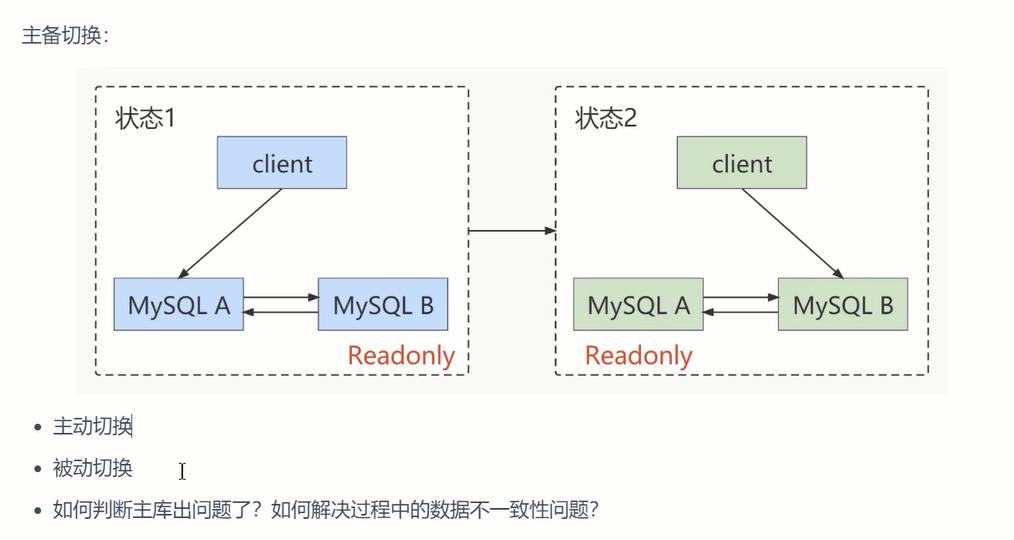 主备切换：
状态1
client
MySQL A
MySQL B
Readonly
状态2
client
MySQL A
MySQL B
Readonly
主动切换
被动切换
如何判断主库出问题了？如何解决过程中的数据不一致性问题？